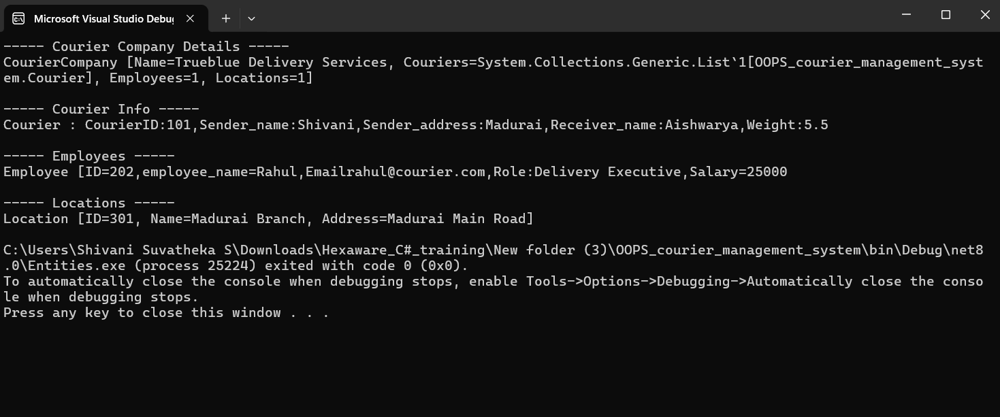 Microsoft Visual Studio Debug
----- Courier Company Details -----
CourierCompany [Name=Trueblue Delivery Services, Couriers=System.Collections.Generic.List`1[OOPS_courier_management_syst
em.Courier], Employees=1, Locations=1]
----- Courier Info -----
Courier : CourierID:101,Sender_name:Shivani,Sender_address:Madurai,Receiver_name:Aishwarya,Weight:5.5
----- Employees -----
Employee [ID=202,employee_name=Rahul,Emailrahul@courier.com,Role:Delivery Executive,Salary=25000
----- Locations -----
Location [ID=301, Name=Madurai Branch, Address=Madurai Main Road]
C:\Users\Shivani Suvatheka S\Downloads\Hexaware_C#_training\New folder (3)\OOPS_courier_management_system\bin\Debug\net8
.0\Entities.exe (process 25224) exited with code 0 (0x0).
To automatically close the console when debugging stops, enable Tools->Options->Debugging->Automatically close the conso
le when debugging stops.
Press any key to close this window . . .